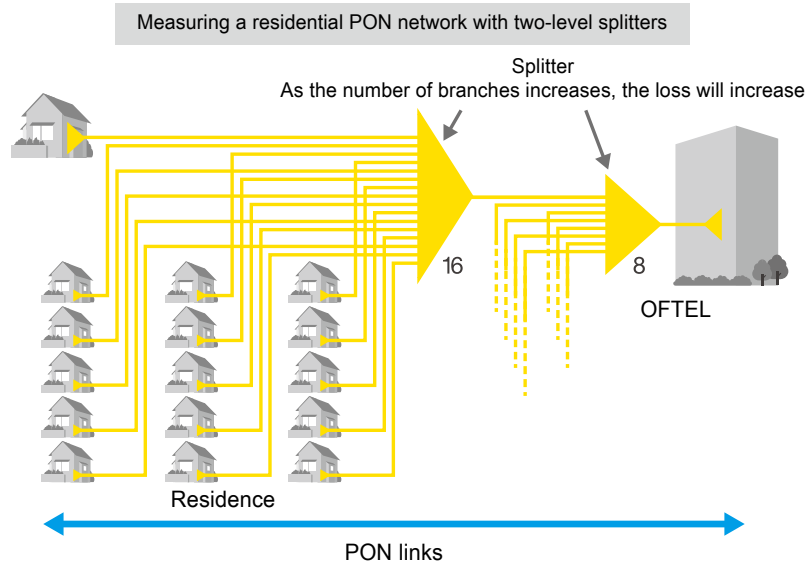 Measuring a residential PON network with two-level splitters
Splitter
As the number of branches increases, the loss will increase
16
8
OFTEL
Residence
PON links